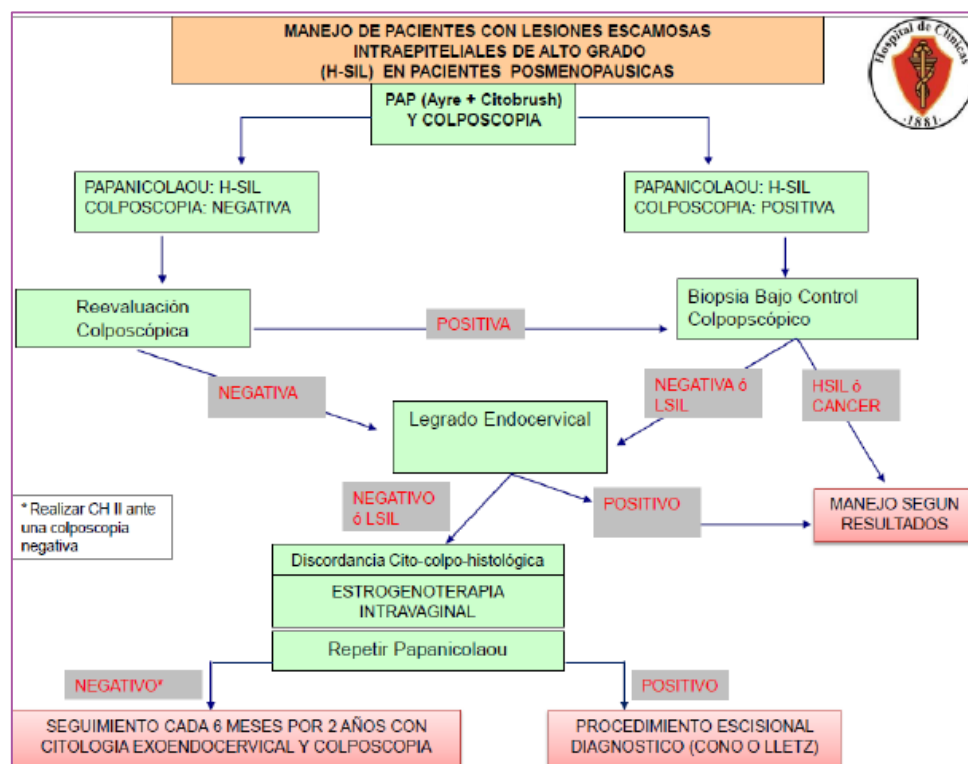 MANEJO DE PACIENTES CON LESIONES ESCAMOSAS
INTRAEPITELIALES DE ALTO GRADO
(H-SIL) EN PACIENTES POSMENOPAUSICAS
Hospital de Clínicas
·1881·
PAP (Ayre + Citobrush)
Y COLPOSCOPIA
PAPANICOLAOU: H-SIL
COLPOSCOPIA: NEGATIVA
PAPANICOLAOU: H-SIL
COLPOSCOPIA: POSITIVA
Reevaluación
Colposcópica
POSITIVA
Biopsia Bajo Control
Colpopscópico
NEGATIVA
NEGATIVA ó
LSIL
HSIL ó
CANCER
Legrado Endocervical
* Realizar CH II ante
una colposcopia
negativa
NEGATIVO
ó LSIL
POSITIVO
MANEJO SEGUN
RESULTADOS
Discordancia Cito-colpo-histológica
ESTROGENOTERAPIA
INTRAVAGINAL
Repetir Papanicolaou
NEGATIVO*
POSITIVO
SEGUIMIENTO CADA 6 MESES POR 2 AÑOS CON
CITOLOGIA EXOENDOCERVICAL Y COLPOSCOPIA
PROCEDIMIENTO ESCISIONAL
DIAGNOSTICO (CONO O LLETZ)